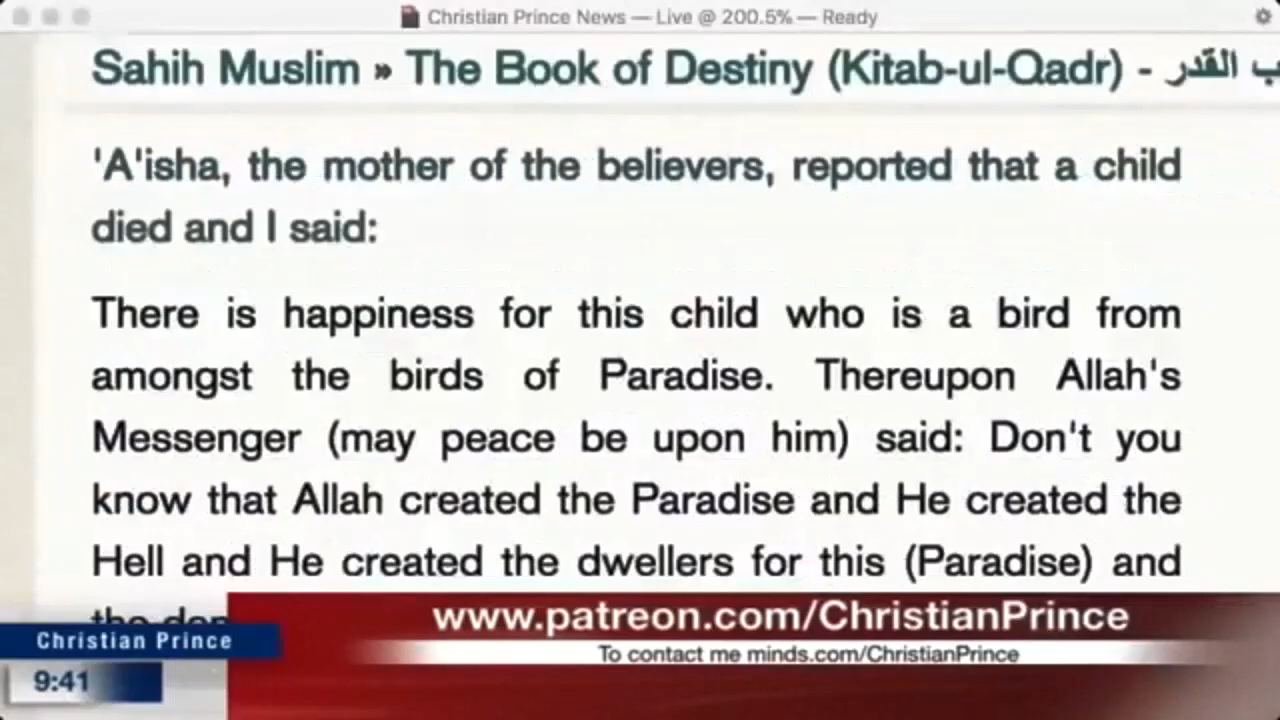 Christian Prince News — Live @ 200.5% — Ready
Sahih Muslim » The Book of Destiny (Kitab-ul-Qadr) - ب القدر
'A'isha, the mother of the believers, reported that a child
died and I said:
There is happiness for this child who is a bird from
amongst the birds of Paradise. Thereupon Allah's
Messenger (may peace be upon him) said: Don't you
know that Allah created the Paradise and He created the
Hell and He created the dwellers for this (Paradise) and
the
www.patreon.com/ChristianPrince
Christian Prince
To contact me minds.com/ChristianPrince
9:41